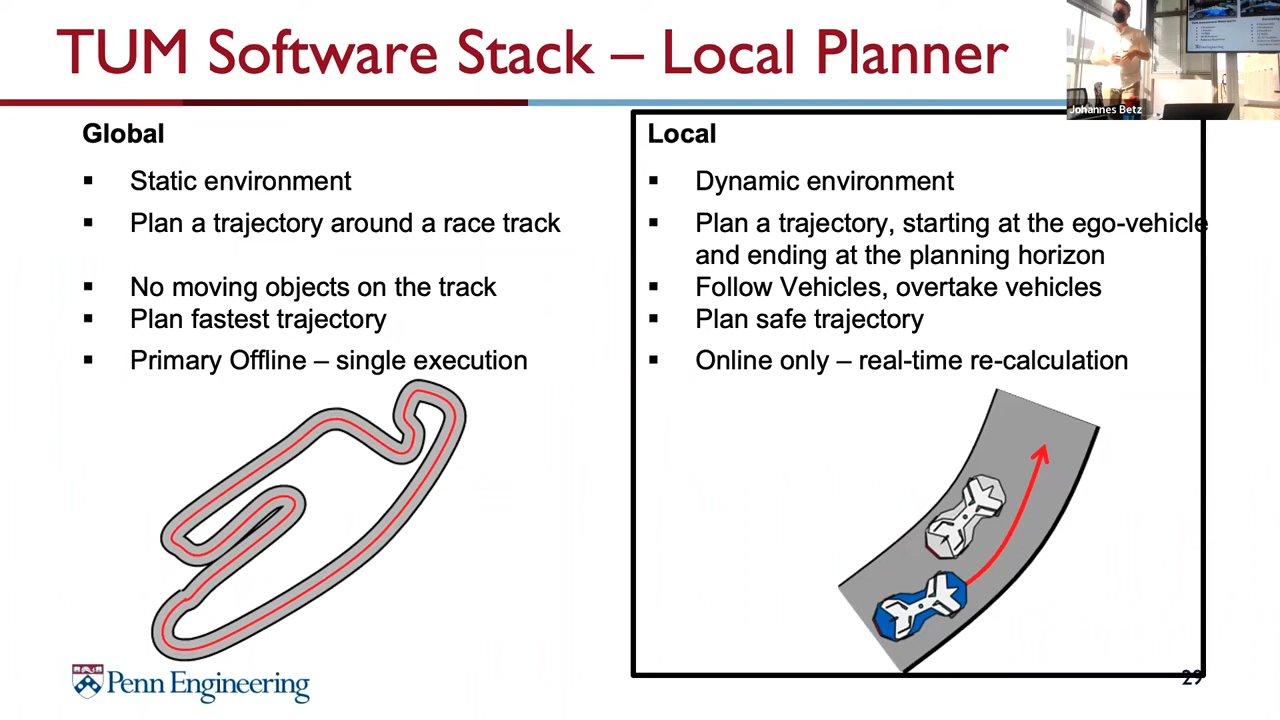 TUM Software Stack – Local Planner
Johannes Betz
Global
▪ Static environment
▪ Plan a trajectory around a race track
▪ No moving objects on the track
▪ Plan fastest trajectory
▪ Primary Offline – single execution
Local
▪ Dynamic environment
▪ Plan a trajectory, starting at the ego-vehicle
and ending at the planning horizon
▪ Follow Vehicles, overtake vehicles
▪ Plan safe trajectory
▪ Online only – real-time re-calculation
Penn Engineering
29